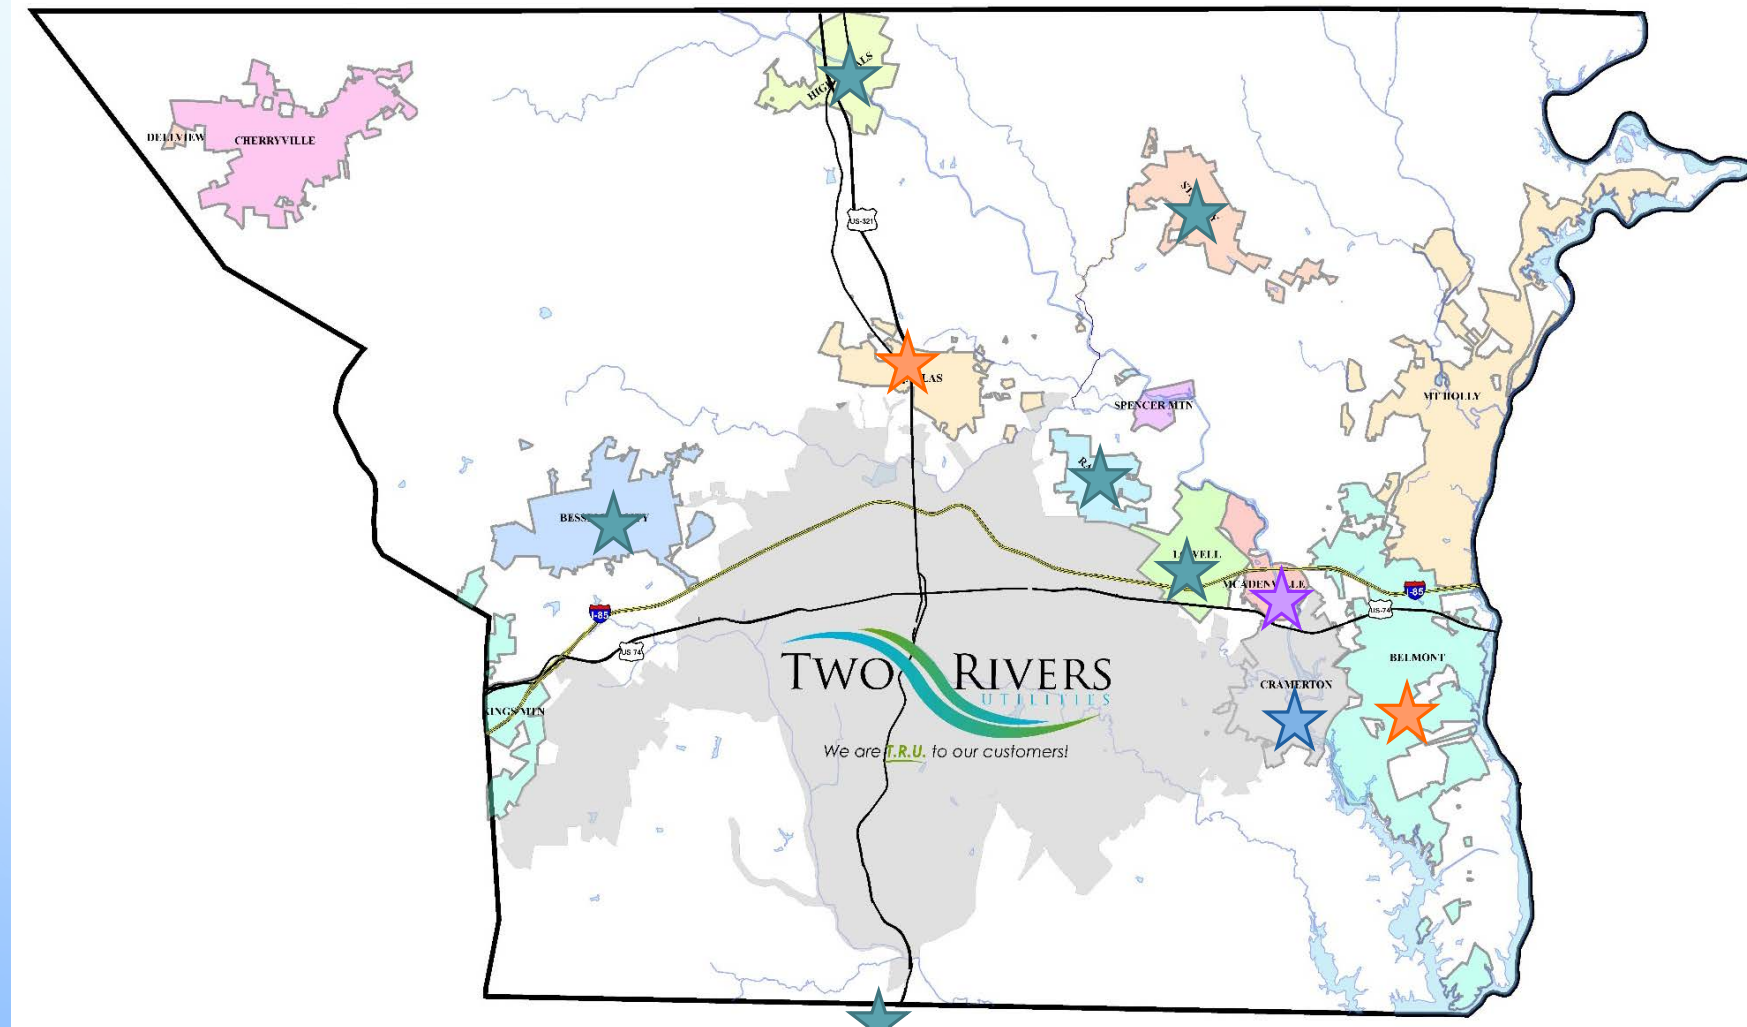 DELLVIEW
CHERRYVILLE
US-321
SPENCER MTN
MT HOLLY
I-85
US-74
MCADENVILLE
I-85
US 74
BELMONT
CRAMERTON
KINGS MTN
TWO RIVERS
UTILITIES
We are T.R.U. to our customers!